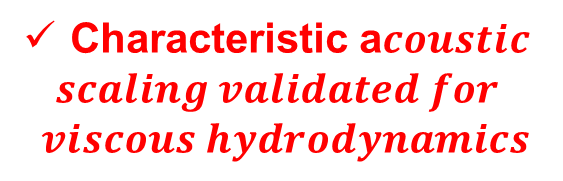 ✓ Characteristic acoustic
scaling validated for
viscous hydrodynamics